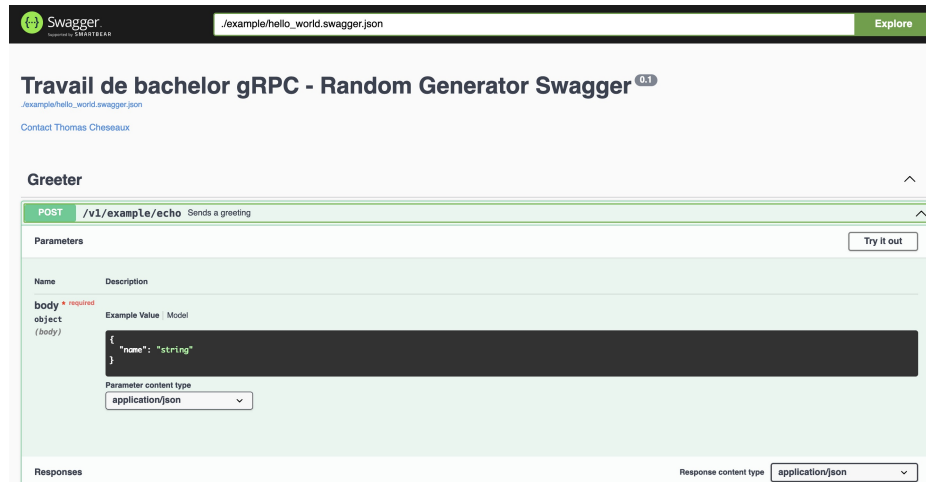 {··} Swagger.
Supported by SMARTBEAR
./example/hello_world.swagger.json
Explore
Travail de bachelor gRPC - Random Generator Swagger 0.1
./example/hello_world.swagger.json
Contact Thomas Cheseaux
Greeter
POST /v1/example/echo Sends a greeting
Parameters
Try it out
Name Description
body * required
object
(body)
Example Value | Model
{
"name": "string"
}
Parameter content type
application/json
Responses
Response content type application/json